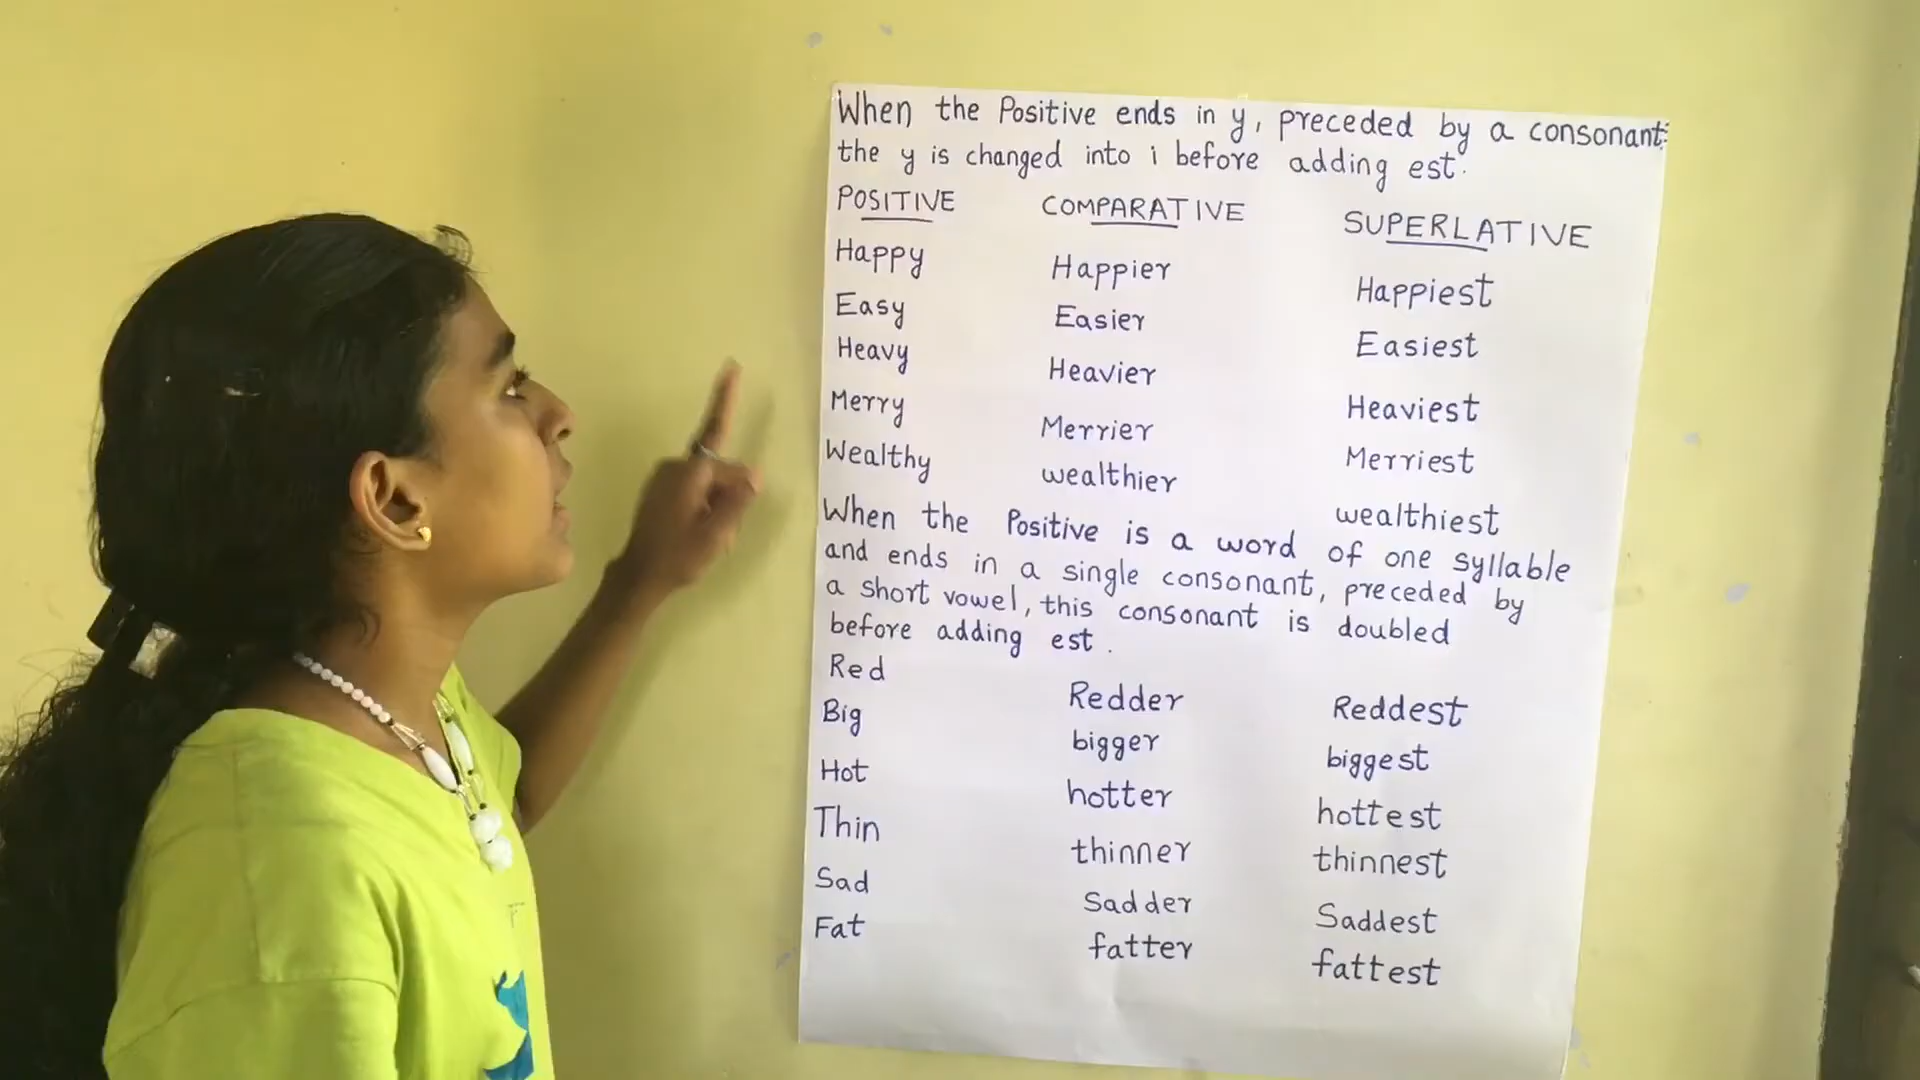 When the Positive ends in y, preceded by a consonant,
the y is changed into i before adding est.
POSITIVE COMPARATIVE SUPERLATIVE
Happy Happier Happiest
Easy Easier Easiest
Heavy Heavier Heaviest
Merry Merrier Merriest
Wealthy wealthier wealthiest
When the Positive is a word of one syllable
and ends in a single consonant, preceded by
a short vowel, this consonant is doubled
before adding est.
Red Redder Reddest
Big bigger biggest
Hot hotter hottest
Thin thinner thinnest
Sad Sadder Saddest
Fat fatter fattest